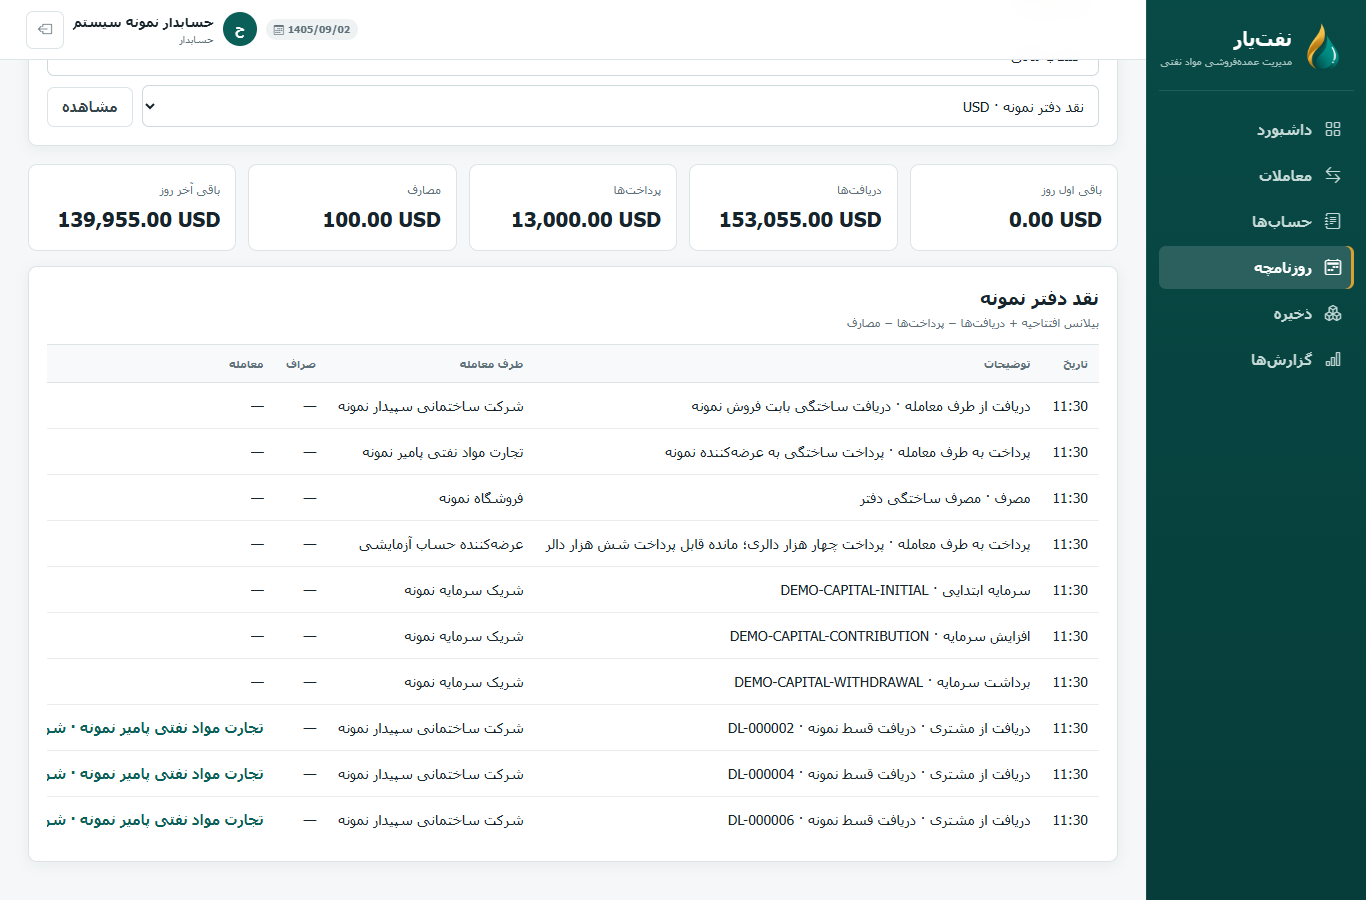 نفت‌یار
مدیریت عمده‌فروشی مواد نفتی
داشبورد
معاملات
حساب‌ها
روزنامچه
ذخیره
گزارش‌ها
1405/09/02
ح
حسابدار نمونه سیستم
حسابدار
نقد دفتر نمونه · USD
مشاهده
باقی اول روز
0.00 USD
دریافت‌ها
153,055.00 USD
پرداخت‌ها
13,000.00 USD
مصارف
100.00 USD
باقی آخر روز
139,955.00 USD
نقد دفتر نمونه
بیلانس افتتاحیه + دریافت‌ها − پرداخت‌ها − مصارف
تاریخ توضیحات طرف معامله صراف معامله
11:30 دریافت از طرف معامله · دریافت ساختگی بابت فروش نمونه شرکت ساختمانی سپیدار نمونه — —
11:30 پرداخت به طرف معامله · پرداخت ساختگی به عرضه‌کننده نمونه تجارت مواد نفتی پامیر نمونه — —
11:30 مصرف · مصرف ساختگی دفتر فروشگاه نمونه — —
11:30 پرداخت به طرف معامله · پرداخت چهار هزار دالری؛ مانده قابل پرداخت شش هزار دالر عرضه‌کننده حساب آزمایشی — —
11:30 سرمایه ابتدایی · DEMO-CAPITAL-INITIAL شریک سرمایه نمونه — —
11:30 افزایش سرمایه · DEMO-CAPITAL-CONTRIBUTION شریک سرمایه نمونه — —
11:30 برداشت سرمایه · DEMO-CAPITAL-WITHDRAWAL شریک سرمایه نمونه — —
11:30 دریافت از مشتری · دریافت قسط نمونه · DL-000002 شرکت ساختمانی سپیدار نمونه — تجارت مواد نفتی پامیر نمونه ·
11:30 دریافت از مشتری · دریافت قسط نمونه · DL-000004 شرکت ساختمانی سپیدار نمونه — تجارت مواد نفتی پامیر نمونه ·
11:30 دریافت از مشتری · دریافت قسط نمونه · DL-000006 شرکت ساختمانی سپیدار نمونه — تجارت مواد نفتی پامیر نمونه ·